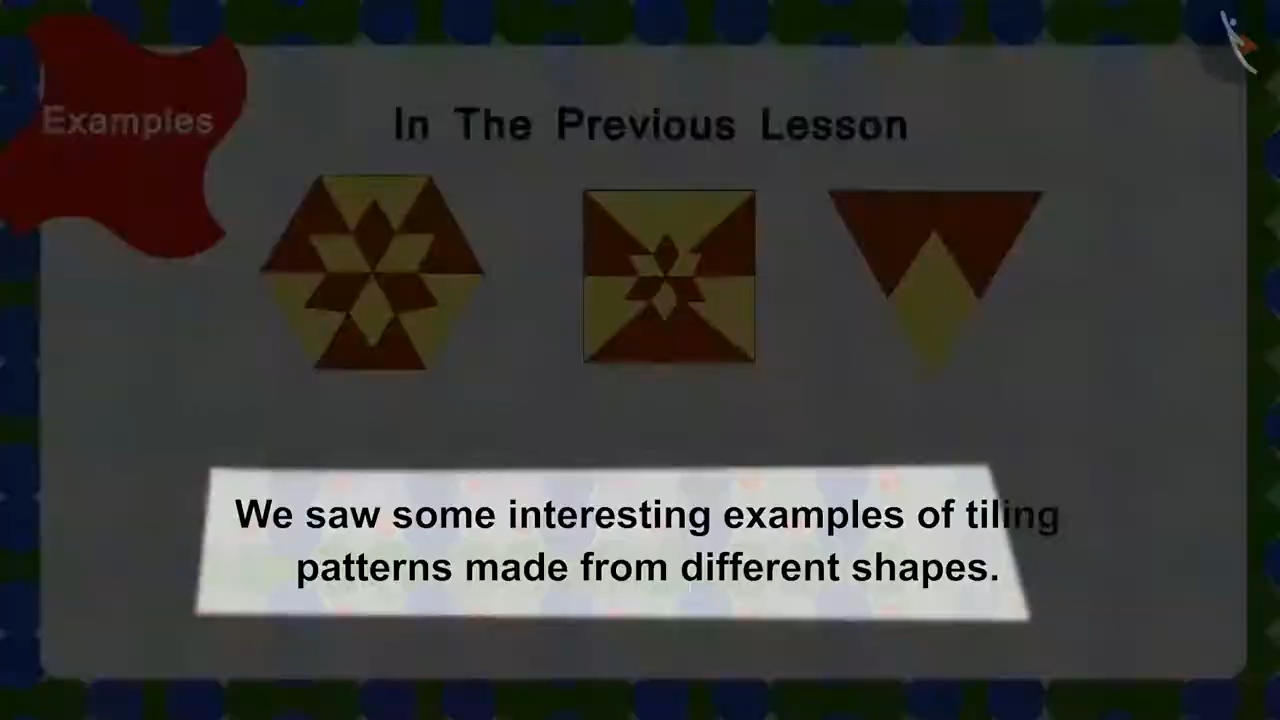 Examples
In The Previous Lesson
We saw some interesting examples of tiling
patterns made from different shapes.